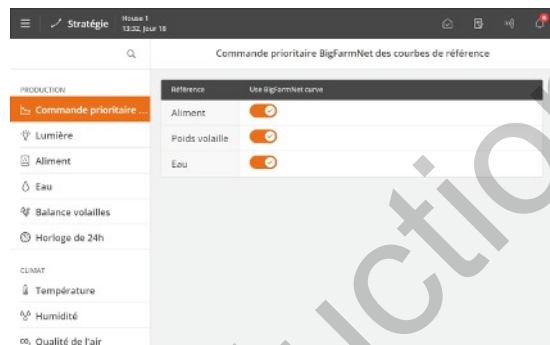 Stratégie
House 1
13:32, Jour 18
Commande prioritaire BigFarmNet des courbes de référence
PRODUCTION
Commande prioritaire ...
Lumière
Aliment
Eau
Balance volailles
Horloge de 24h
CLIMAT
Température
Humidité
CO₂ Qualité de l'air
Référence Use BigFarmNet curve
Aliment
Poids volaille
Eau
uction